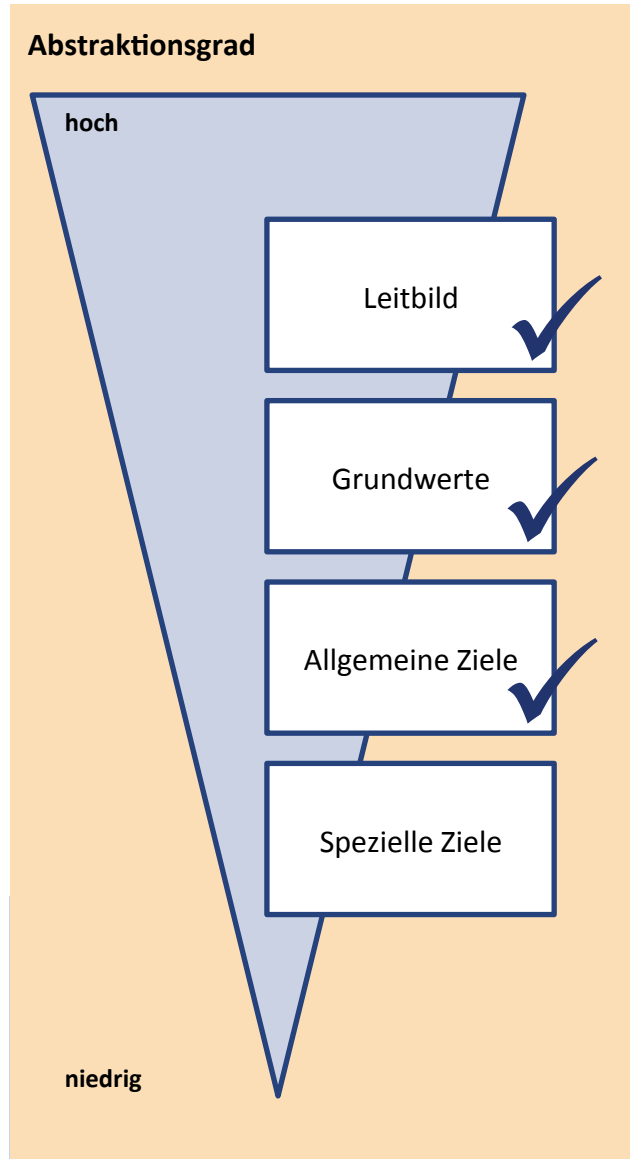 Abstraktionsgrad
hoch
Leitbild
Grundwerte
Allgemeine Ziele
Spezielle Ziele
niedrig